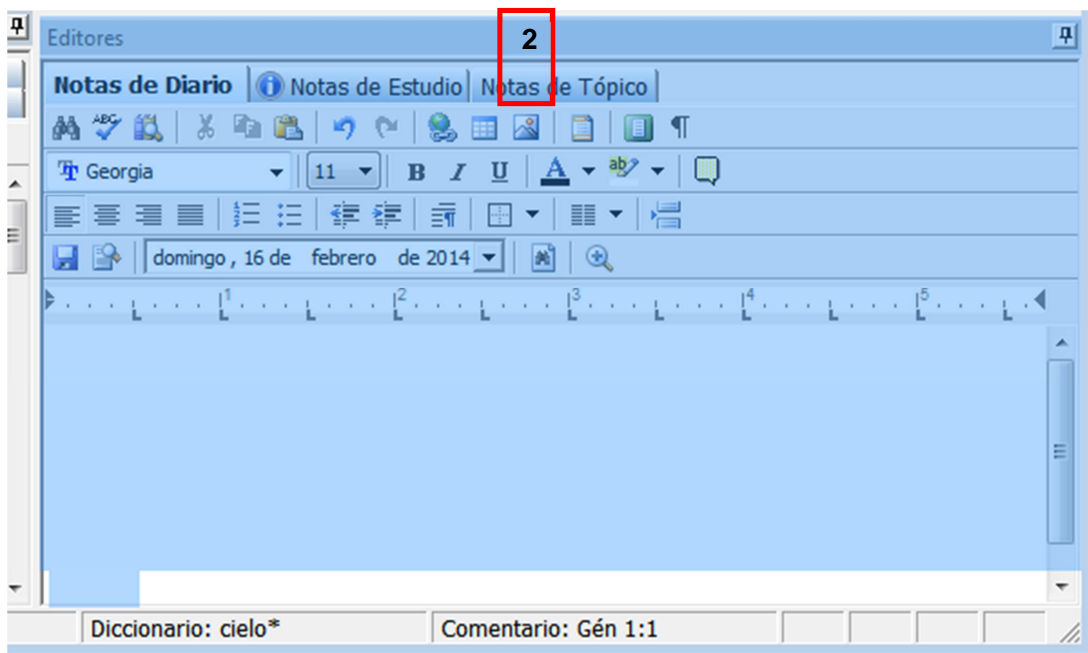 Editores 2
Notas de Diario Notas de Estudio Notas de Tópico
ABC
Georgia 11 B I U A ab
domingo , 16 de febrero de 2014
1 2 3 4 5
Diccionario: cielo* Comentario: Gén 1:1